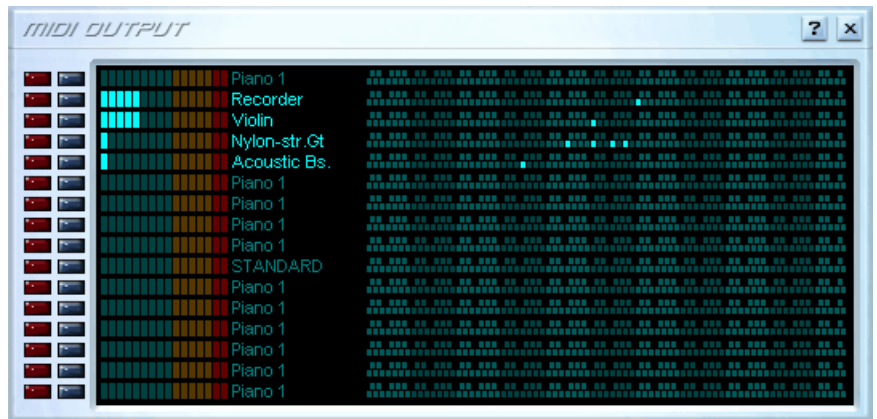 MIDI OUTPUT ? x
Piano 1
Recorder
Violin
Nylon-str.Gt
Acoustic Bs.
Piano 1
Piano 1
Piano 1
Piano 1
STANDARD
Piano 1
Piano 1
Piano 1
Piano 1
Piano 1
Piano 1